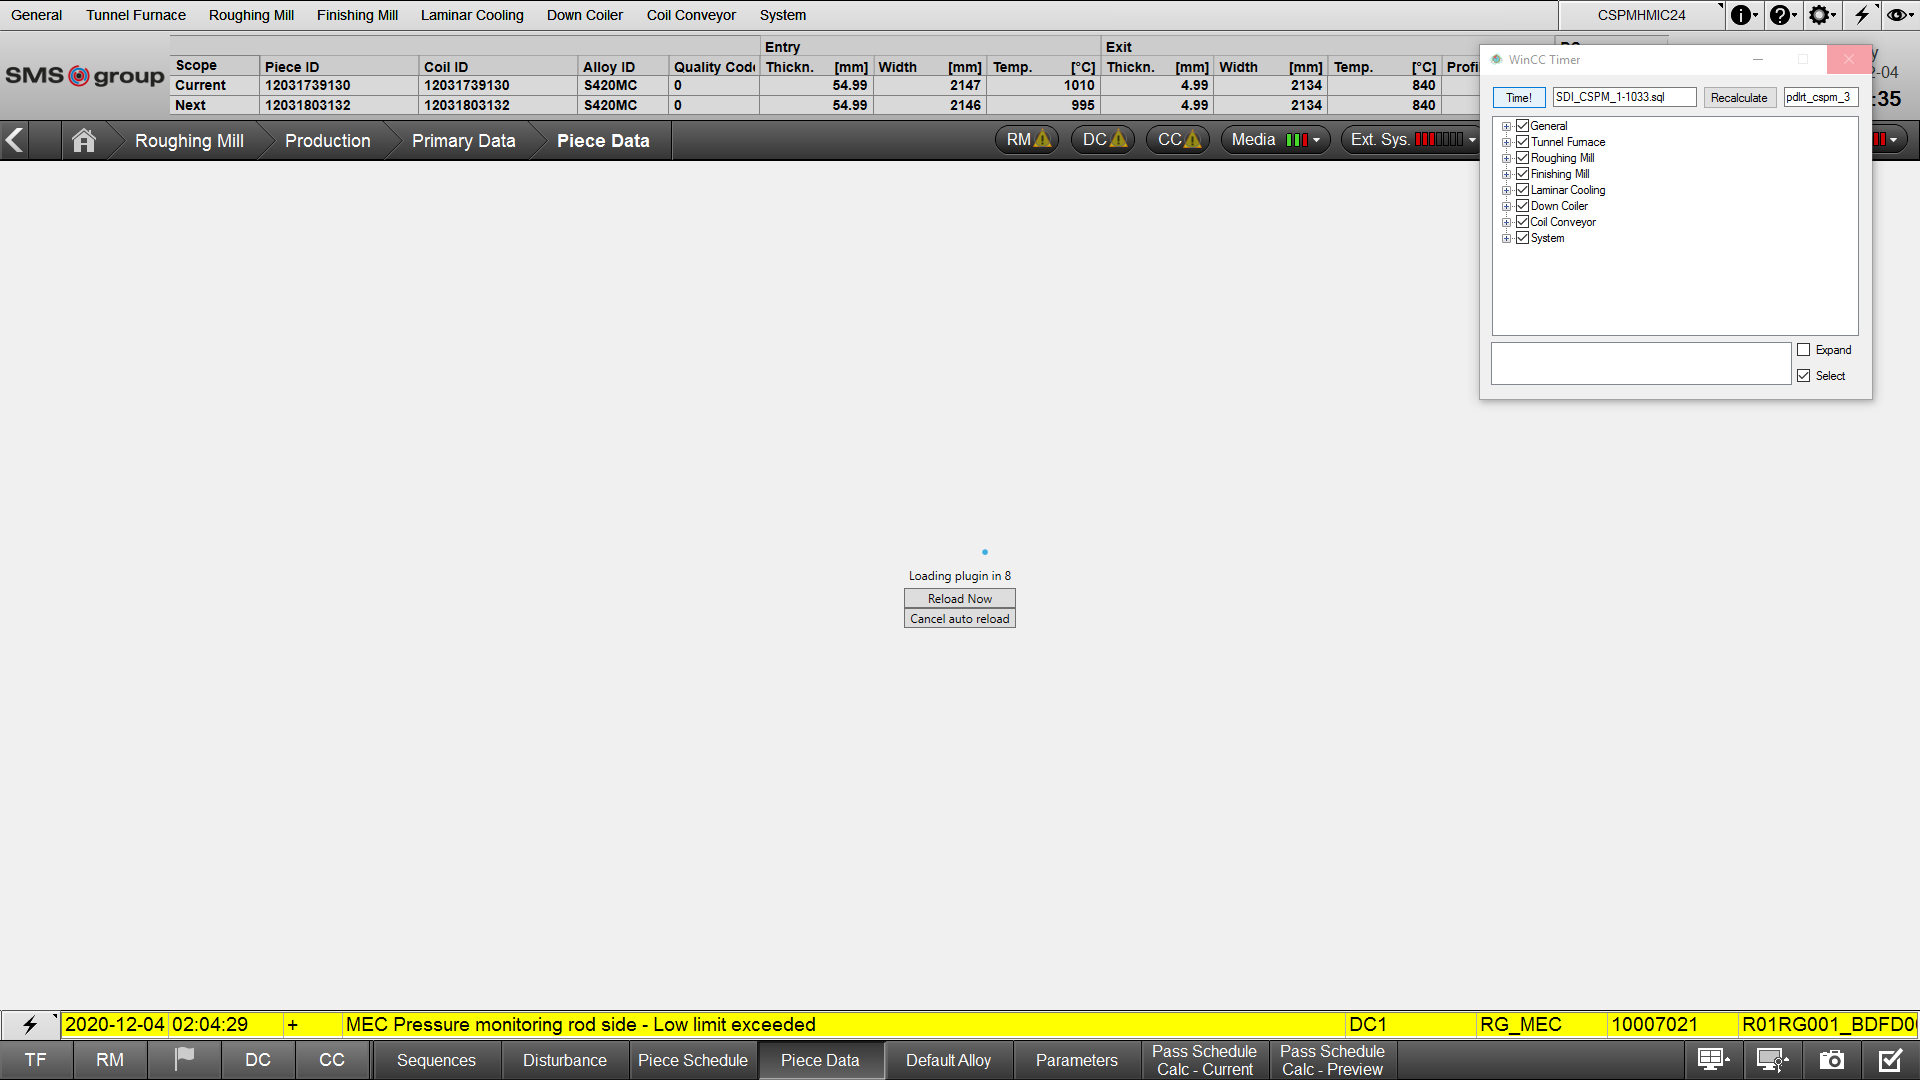 General Tunnel Furnace Roughing Mill Finishing Mill Laminar Cooling Down Coiler Coil Conveyor System CSPMHMIC24
SMS group
Entry Exit
Scope Piece ID Coil ID Alloy ID Quality Code Thickn. [mm] Width [mm] Temp. [°C] Thickn. [mm] Width [mm] Temp. [°C] Profi
Current 12031739130 12031739130 S420MC 0 54.99 2147 1010 4.99 2134 840
Next 12031803132 12031803132 S420MC 0 54.99 2146 995 4.99 2134 840
-04
:35
Roughing Mill Production Primary Data Piece Data RM DC CC Media Ext. Sys.
WinCC Timer
Time! SDI_CSPM_1-1033.sql Recalculate pdlrt_cspm_3
General
Tunnel Furnace
Roughing Mill
Finishing Mill
Laminar Cooling
Down Coiler
Coil Conveyor
System
Expand
Select
Loading plugin in 8
Reload Now
Cancel auto reload
2020-12-04 02:04:29 + MEC Pressure monitoring rod side - Low limit exceeded DC1 RG_MEC 10007021 R01RG001_BDFD0
TF RM DC CC Sequences Disturbance Piece Schedule Piece Data Default Alloy Parameters Pass Schedule Calc - Current Pass Schedule Calc - Preview